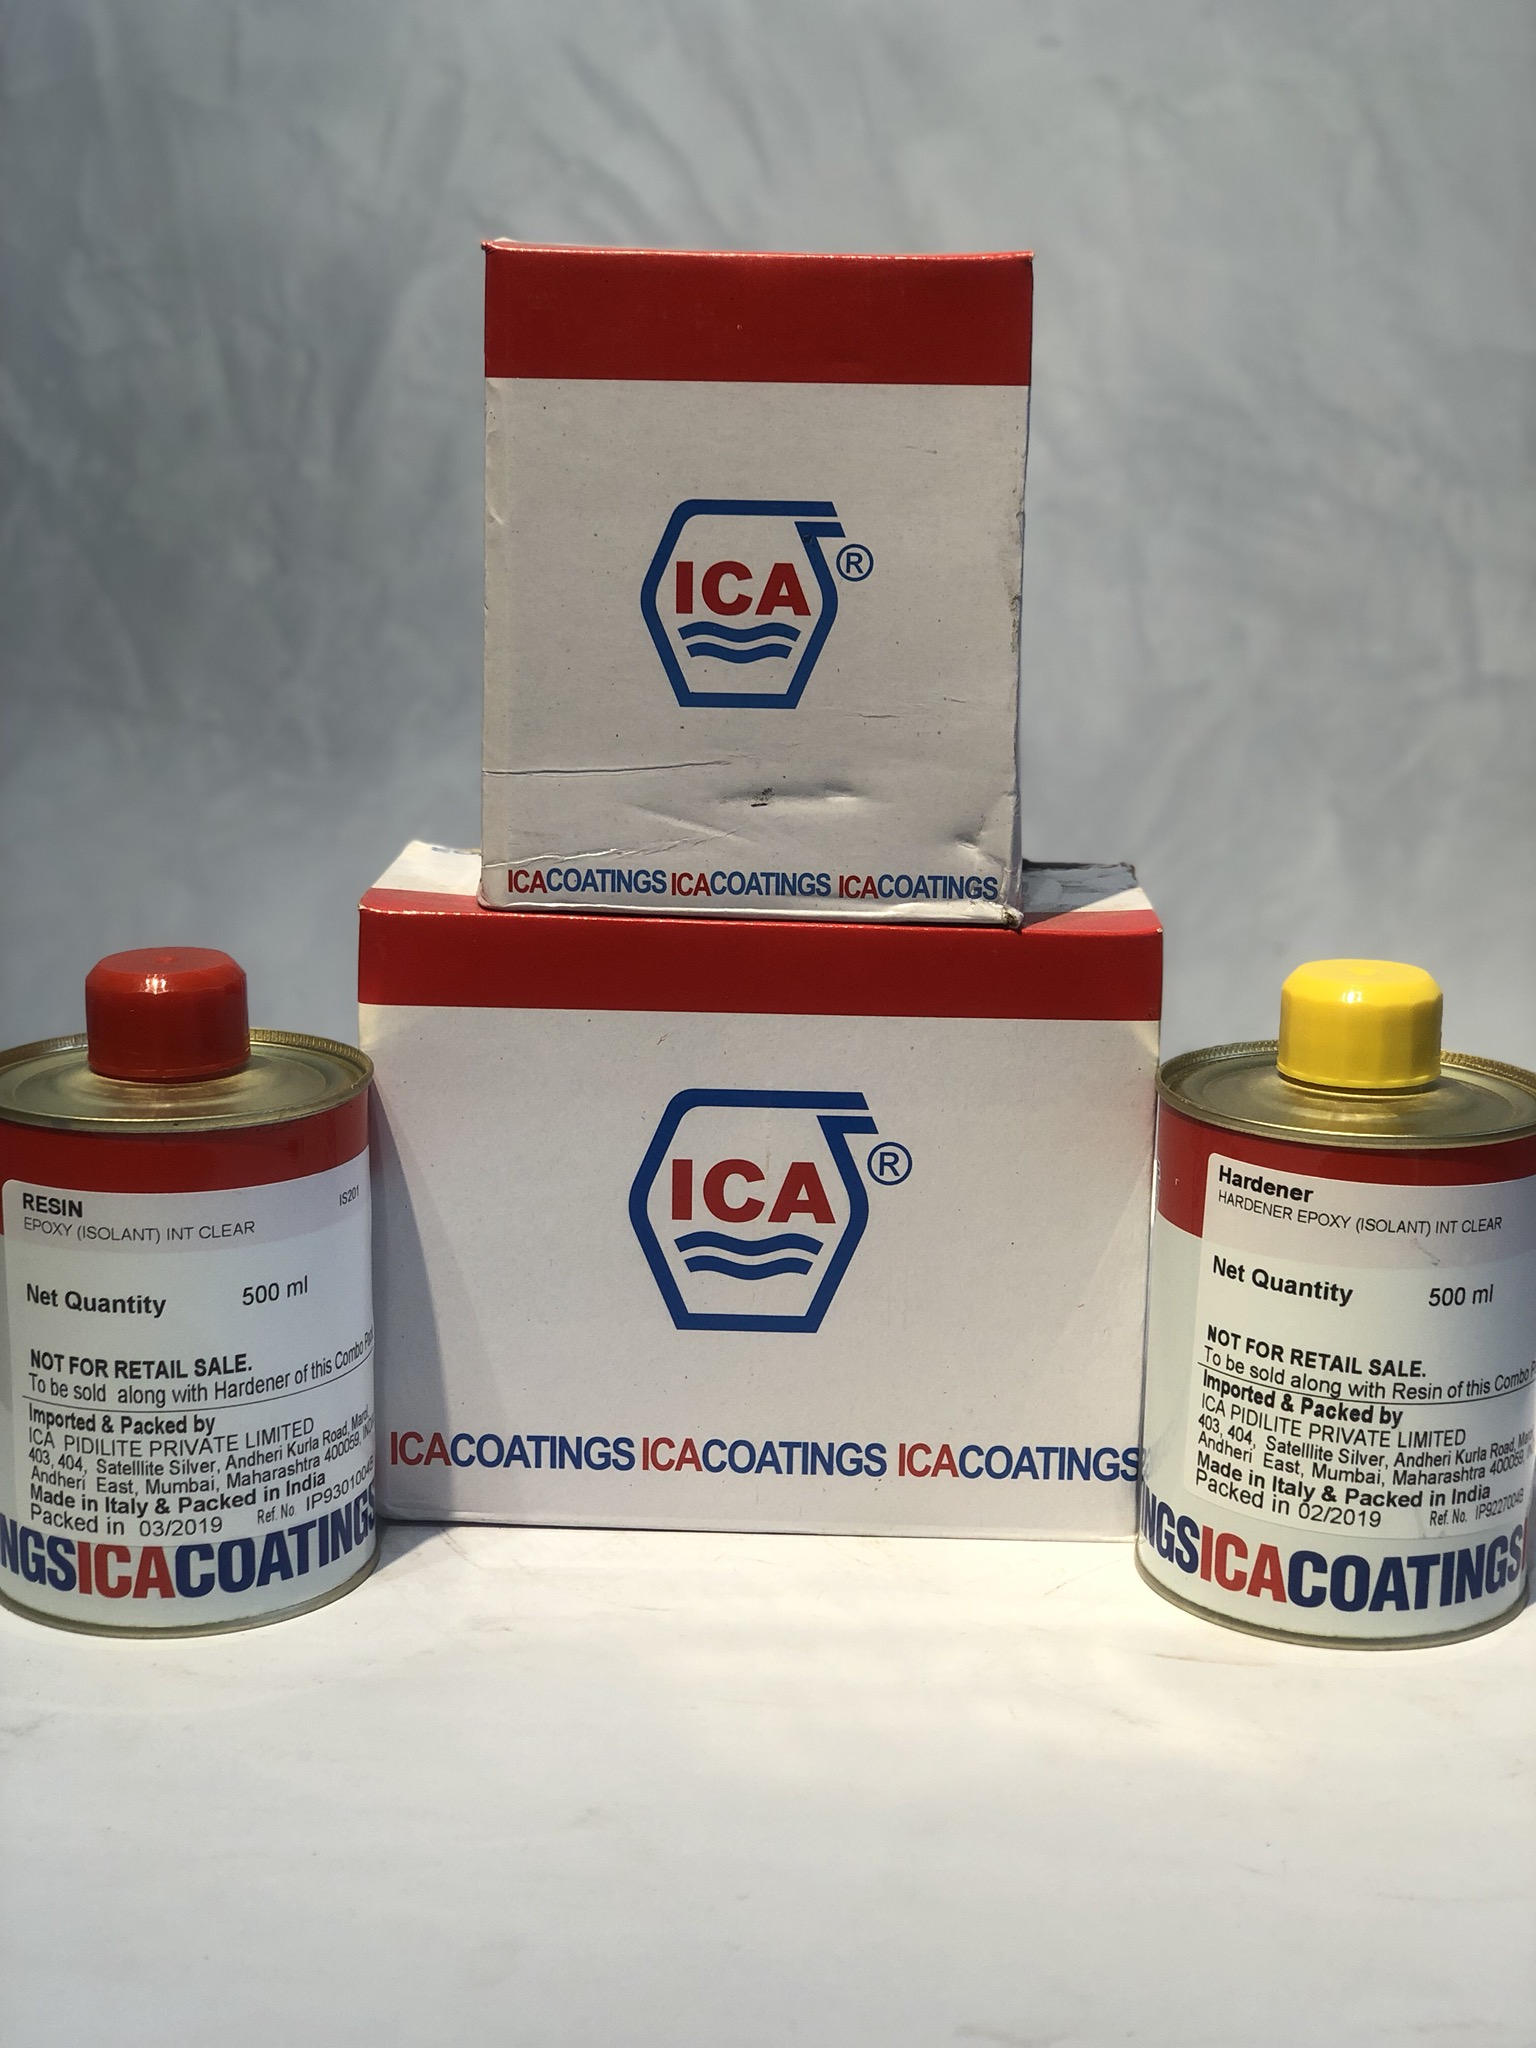 ICA
®
ICACOATINGS ICACOATINGS ICACOATINGS
ICA
®
ICACOATINGS ICACOATINGS ICACOATINGS
RESIN
IS201
EPOXY (ISOLANT) INT CLEAR
Net Quantity 500 ml
NOT FOR RETAIL SALE.
To be sold along with Hardener of this Combo
Imported & Packed by
ICA PIDILITE PRIVATE LIMITED
403, 404, Satelllite Silver, Andheri Kurla Road,
Andheri East, Mumbai, Maharashtra 400059,
Made in Italy & Packed in India
Packed in 03/2019 Ref. No.
NGSICACOATINGS
Hardener
HARDENER EPOXY (ISOLANT) INT CLEAR
Net Quantity 500 ml
NOT FOR RETAIL SALE.
To be sold along with Resin of this Combo
Imported & Packed by
ICA PIDILITE PRIVATE LIMITED
403, 404, Satelllite Silver, Andheri Kurla Road,
Andheri East, Mumbai, Maharashtra 400059,
Made in Italy & Packed in India
Packed in 02/2019 Ref. No. IP9227004B
NGSICACOATINGS